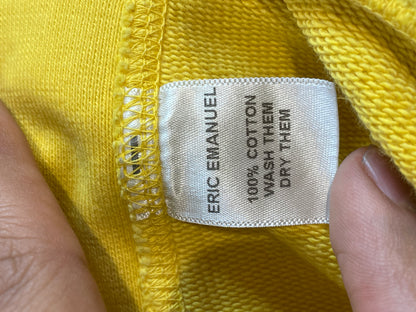 ERIC EMANUEL
100% COTTON
WASH THEM
DRY THEM